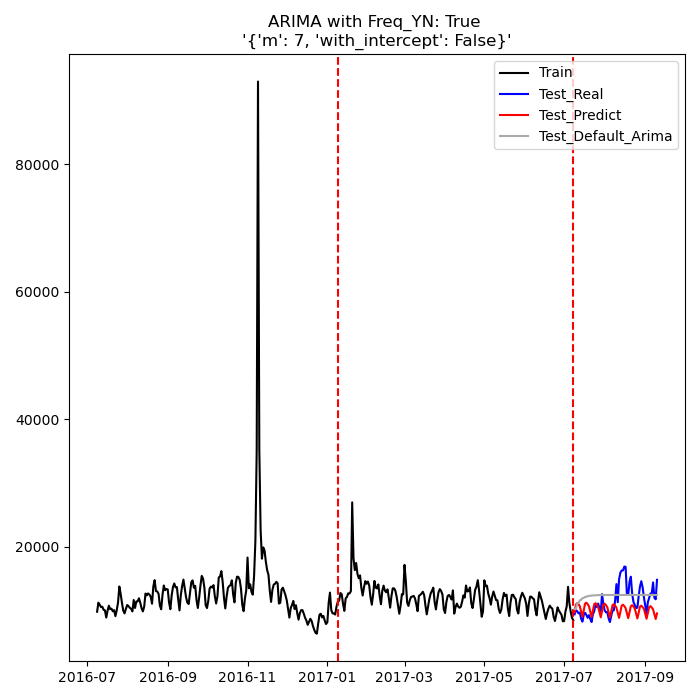 ARIMA with Freq_YN: True
'{'m': 7, 'with_intercept': False}'
Train
Test_Real
Test_Predict
Test_Default_Arima
80000
60000
40000
20000
2016-07 2016-09 2016-11 2017-01 2017-03 2017-05 2017-07 2017-09